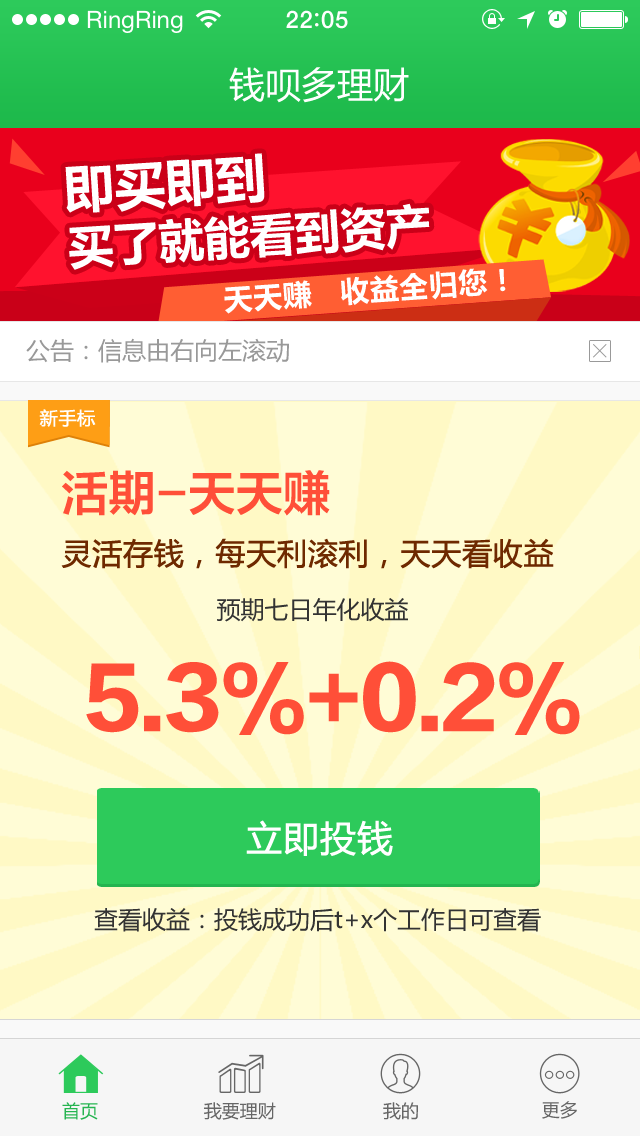 RingRing 22:05
钱呗多理财
即买即到
买了就能看到资产
天天赚 收益全归您！
公告：信息由右向左滚动
新手标
活期-天天赚
灵活存钱，每天利滚利，天天看收益
预期七日年化收益
5.3%+0.2%
立即投钱
查看收益：投钱成功后t+x个工作日可查看
首页 我要理财 我的 更多